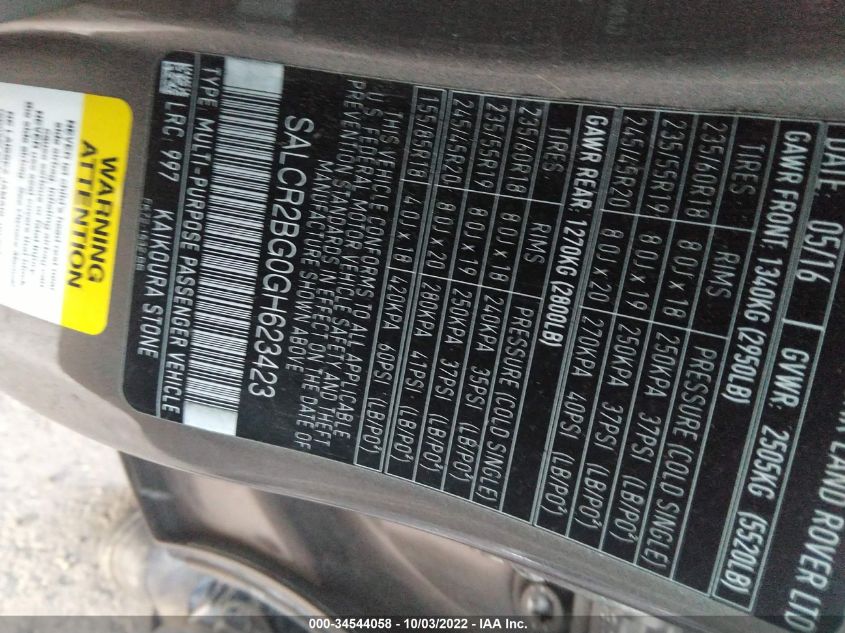 LAND ROVER LTD
DATE: 05/16 GVWR: 2505KG (5520LB)
GAWR FRONT: 1340KG (2950LB)
TIRES RIMS PRESSURE (COLD SINGLE)
235/60R18 8.0J x 18 250KPA 37PSI (LB/PO²)
235/55R19 8.0J x 19 250KPA 37PSI (LB/PO²)
245/45R20 8.0J x 20 270KPA 40PSI (LB/PO²)
GAWR REAR: 1270KG (2800LB)
TIRES RIMS PRESSURE (COLD SINGLE)
235/60R18 8.0J x 18 240KPA 35PSI (LB/PO²)
235/55R19 8.0J x 19 250KPA 37PSI (LB/PO²)
245/45R20 8.0J x 20 280KPA 41PSI (LB/PO²)
155/85R18 4.0J x 18 420KPA 60PSI (LB/PO²)
THIS VEHICLE CONFORMS TO ALL APPLICABLE
U.S FEDERAL MOTOR VEHICLE SAFETY AND THEFT
PREVENTION STANDARDS IN EFFECT ON THE DATE OF
MANUFACTURE SHOWN ABOVE
SALCR2BG0GH623423
TYPE: MULTI-PURPOSE PASSENGER VEHICLE
LRC 997 KAIKOURA STONE
WARNING
ATTENTION
000-34544058 - 10/03/2022 - IAA Inc.